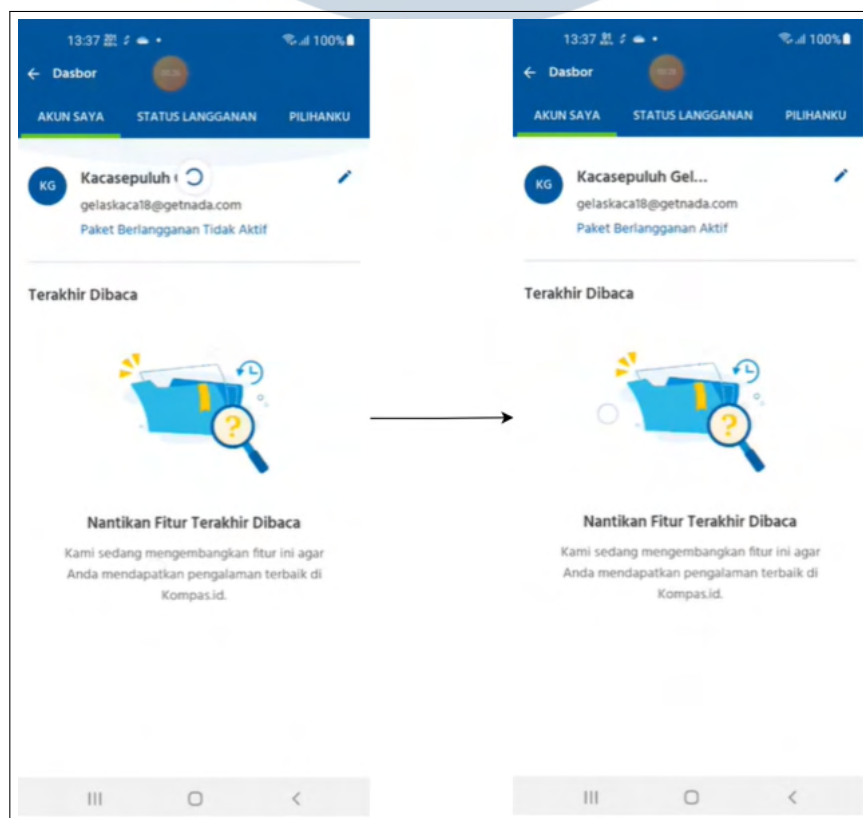 13:37
100%
← Dasbor
AKUN SAYA STATUS LANGGANAN PILIHANKU
KG
Kacasepuluh
gelaskaca18@getnada.com
Paket Berlangganan Tidak Aktif
Terakhir Dibaca
?
Nantikan Fitur Terakhir Dibaca
Kami sedang mengembangkan fitur ini agar
Anda mendapatkan pengalaman terbaik di
Kompas.id.
13:37
100%
← Dasbor
AKUN SAYA STATUS LANGGANAN PILIHANKU
KG
Kacasepuluh Gel...
gelaskaca18@getnada.com
Paket Berlangganan Aktif
Terakhir Dibaca
?
Nantikan Fitur Terakhir Dibaca
Kami sedang mengembangkan fitur ini agar
Anda mendapatkan pengalaman terbaik di
Kompas.id.